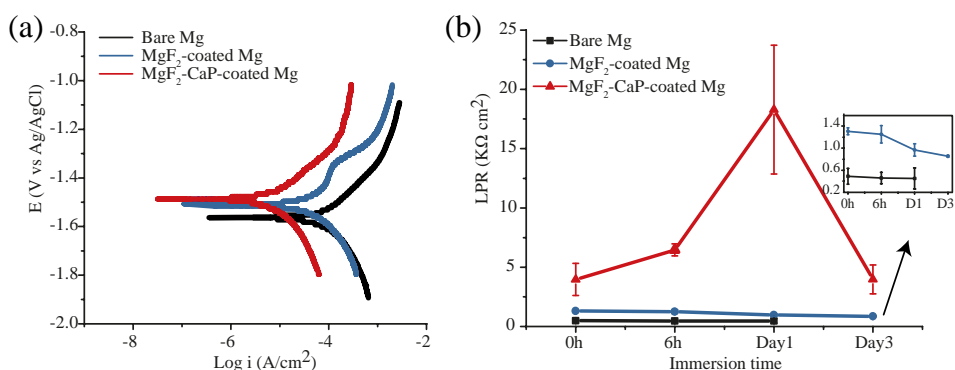 (a)
-0.8
-1.0
-1.2
-1.4
-1.6
-1.8
-2.0
E (V vs Ag/AgCl)
Bare Mg
MgF2-coated Mg
MgF2-CaP-coated Mg
-7
-6
-5
-4
-3
-2
Log i (A/cm2)
(b)
25
20
15
10
5
0
LPR (KΩ cm2)
Bare Mg
MgF2-coated Mg
MgF2-CaP-coated Mg
1.4
1.0
0.6
0.2
0h
6h
D1
D3
0h
6h
Day1
Day3
Immersion time